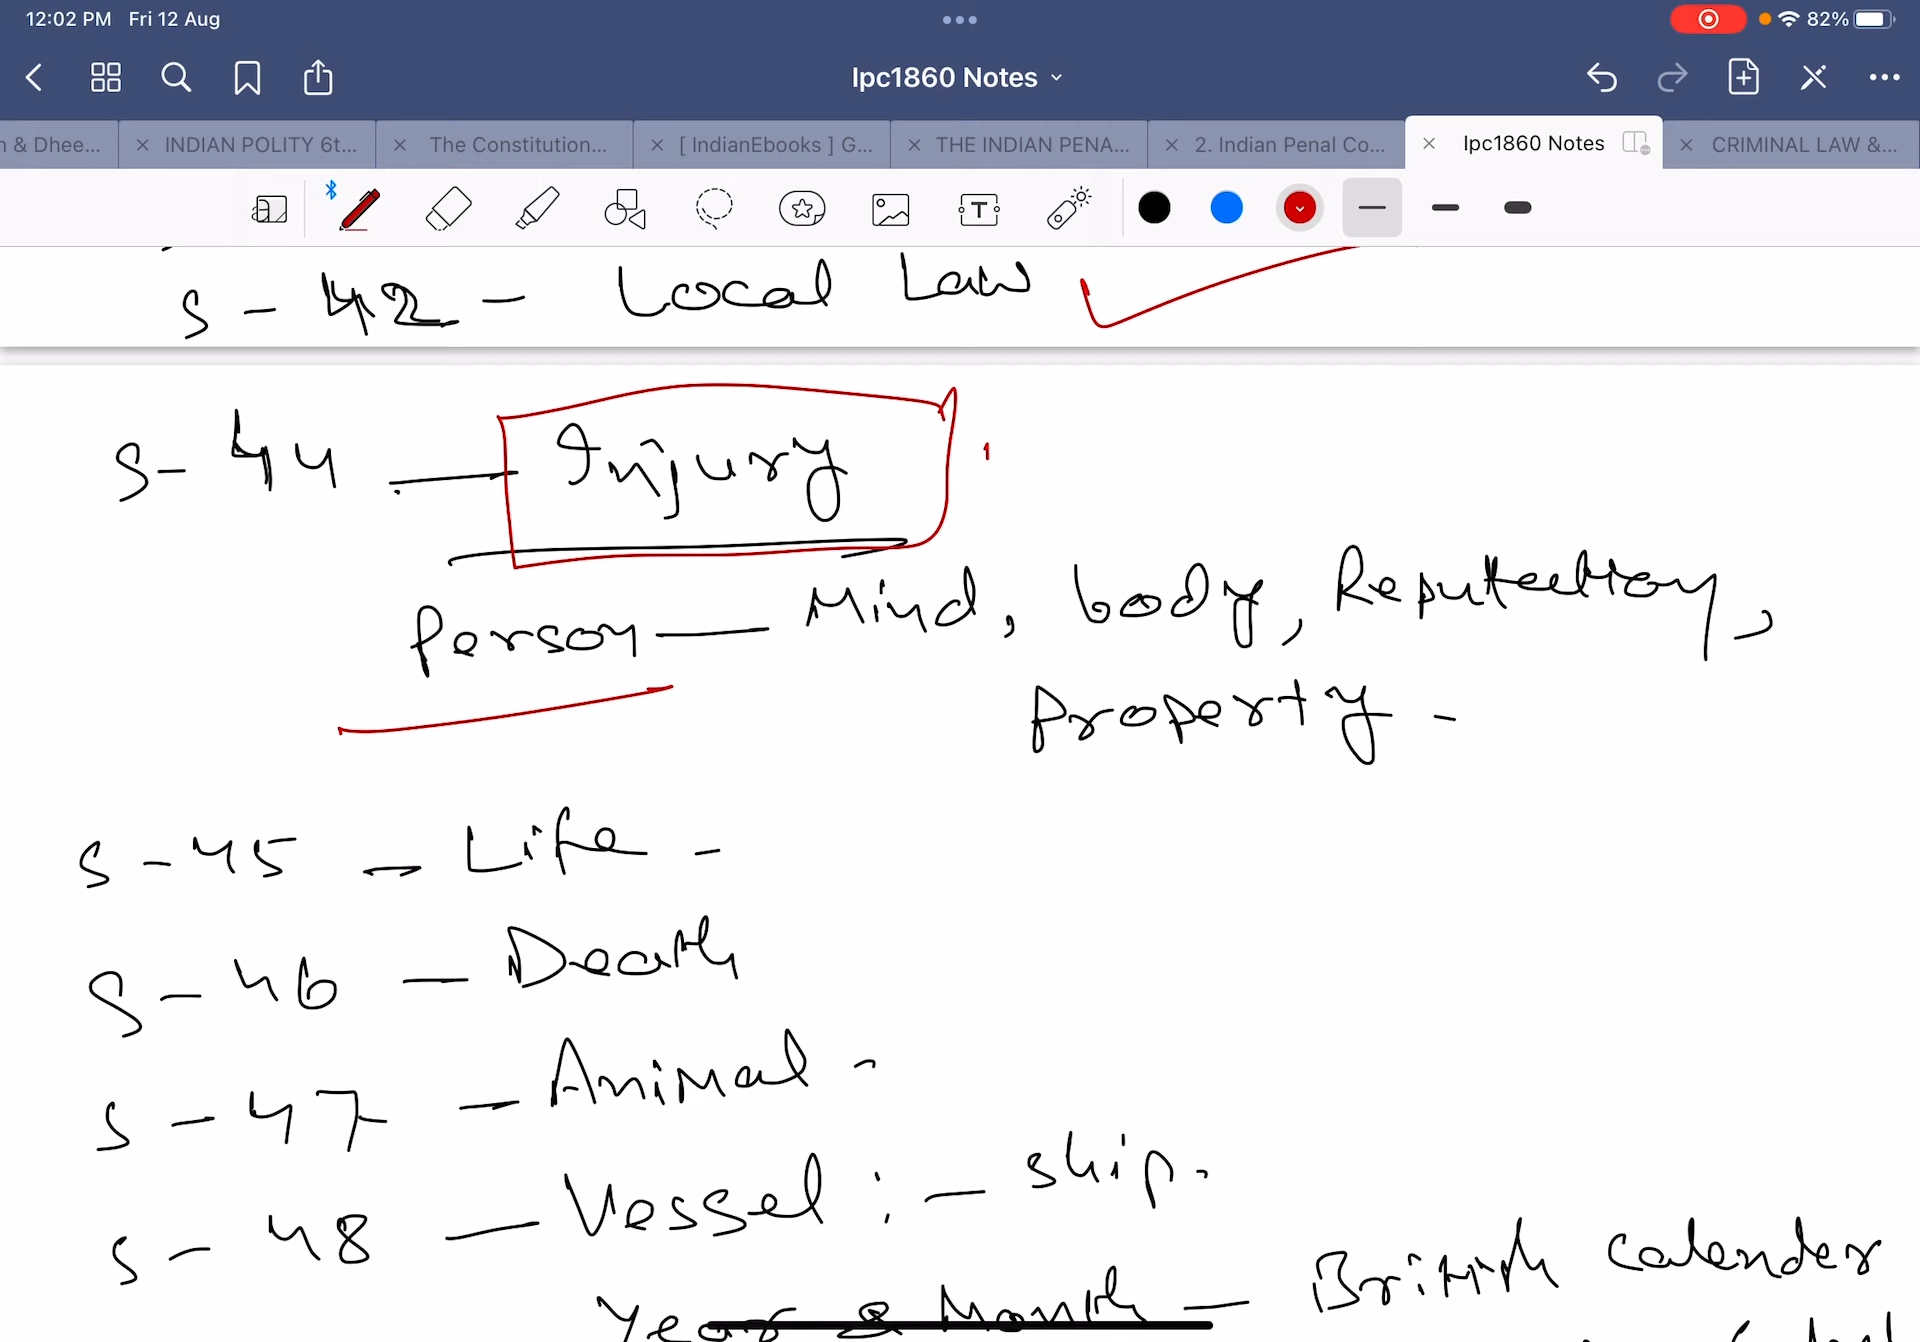 12:02 PM Fri 12 Aug
82%
Ipc1860 Notes
n & Dhee... INDIAN POLITY 6t... The Constitution... [ IndianEbooks ] G... THE INDIAN PENA... 2. Indian Penal Co... Ipc1860 Notes CRIMINAL LAW &...
S - 42 - Local Law
S - 44 — Injury
Person — Mind, body, Reputation,
Property -
S - 45 - Life -
S - 46 - Death
S - 47 - Animal -
S - 48 - Vessel :- ship.
Year & Month - British calender